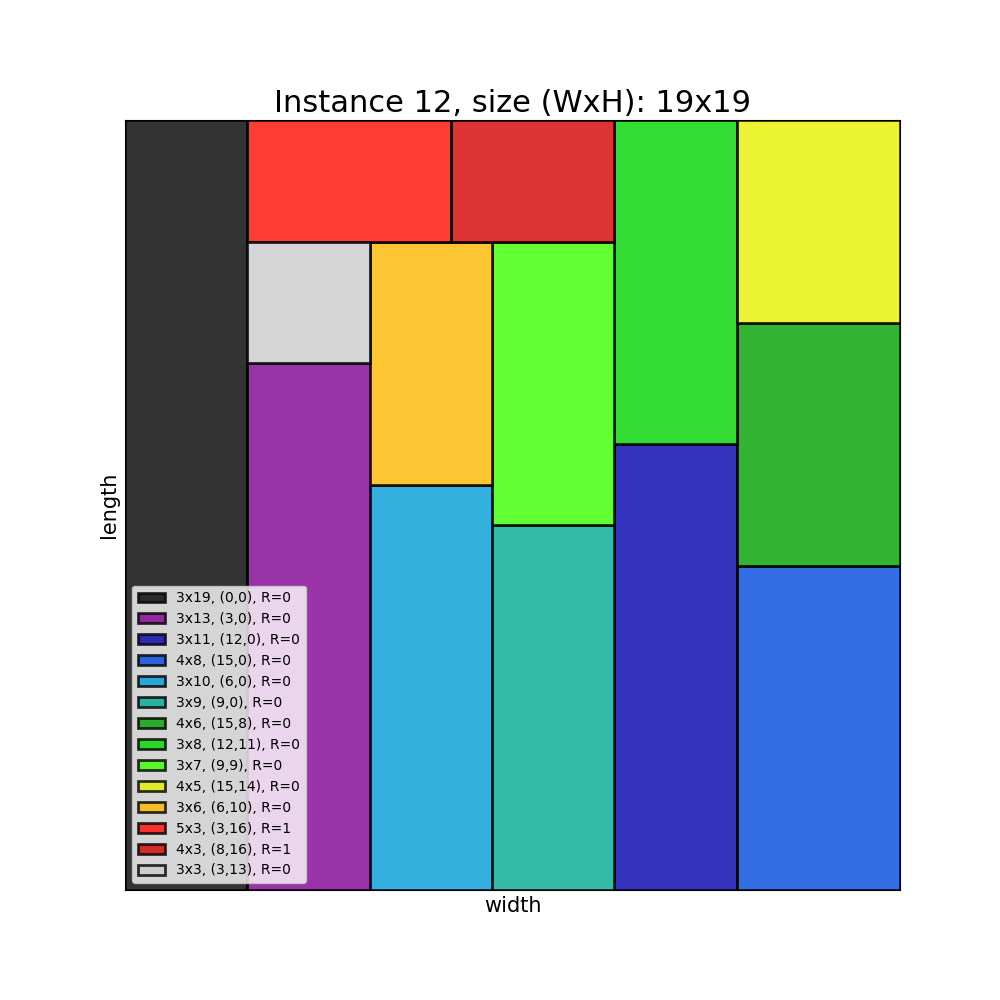 Instance 12, size (WxH): 19x19
length
3x19, (0,0), R=0
3x13, (3,0), R=0
3x11, (12,0), R=0
4x8, (15,0), R=0
3x10, (6,0), R=0
3x9, (9,0), R=0
4x6, (15,8), R=0
3x8, (12,11), R=0
3x7, (9,9), R=0
4x5, (15,14), R=0
3x6, (6,10), R=0
5x3, (3,16), R=1
4x3, (8,16), R=1
3x3, (3,13), R=0
width